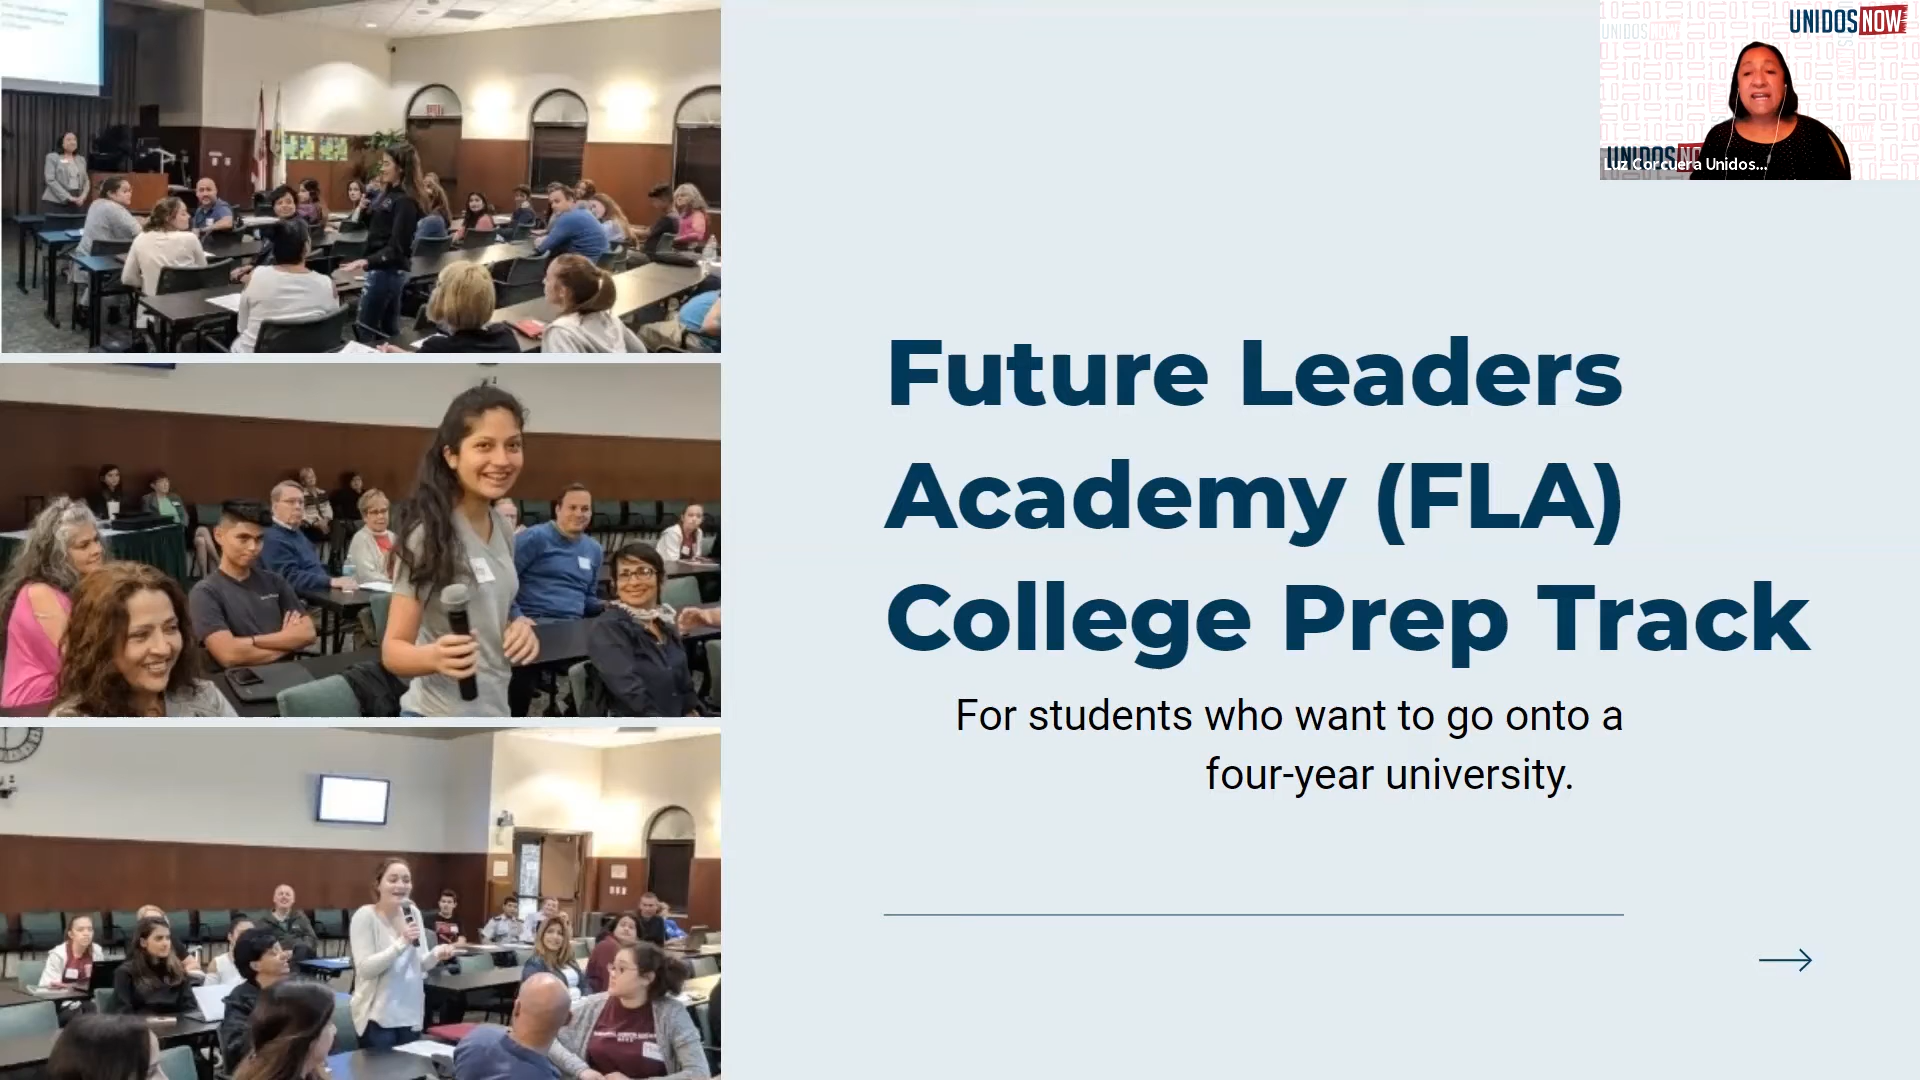 UNIDOS NOW
UNIDOS
Luz Corcuera Unidos...
Future Leaders
Academy (FLA)
College Prep Track
For students who want to go onto a
four-year university.